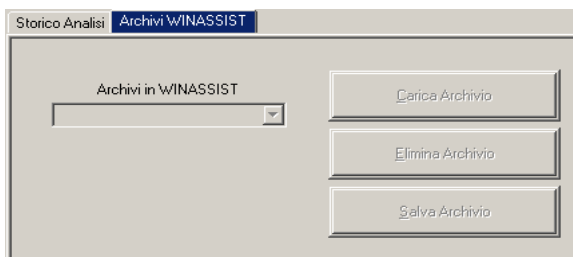 Storico Analisi
Archivi WINASSIST
Archivi in WINASSIST
Carica Archivio
Elimina Archivio
Salva Archivio